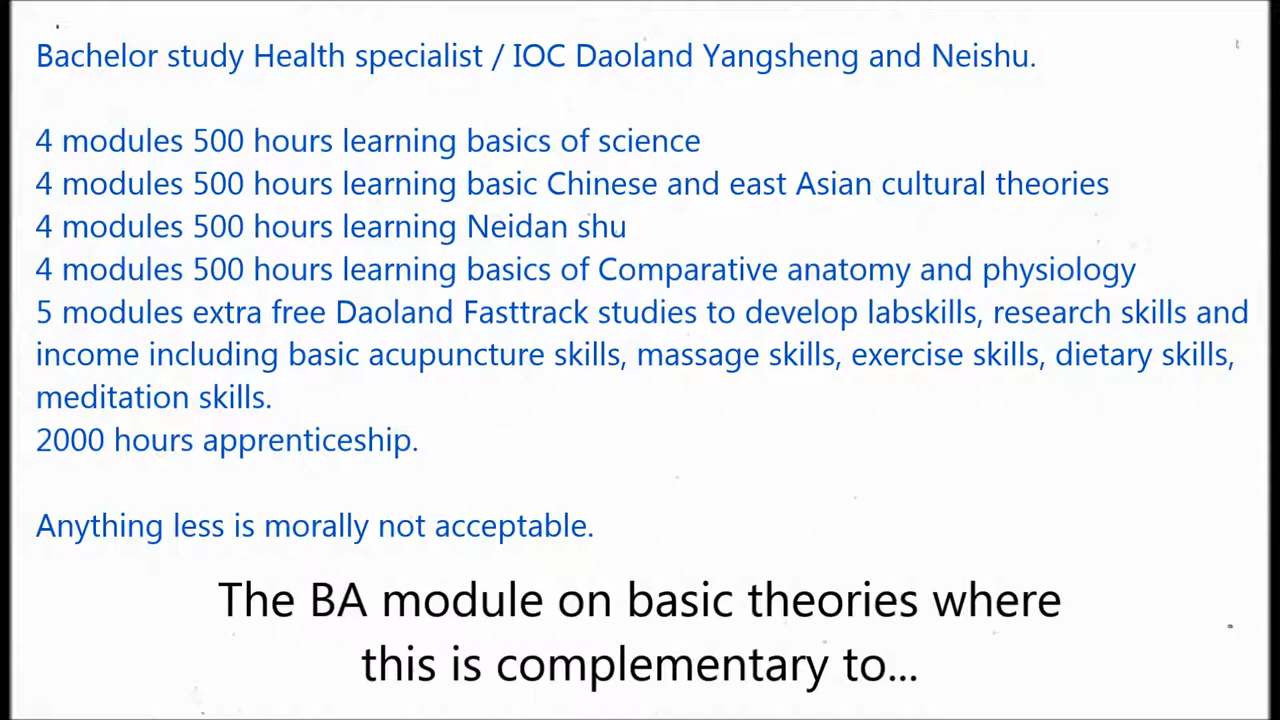 Bachelor study Health specialist / IOC Daoland Yangsheng and Neishu.
4 modules 500 hours learning basics of science
4 modules 500 hours learning basic Chinese and east Asian cultural theories
4 modules 500 hours learning Neidan shu
4 modules 500 hours learning basics of Comparative anatomy and physiology
5 modules extra free Daoland Fasttrack studies to develop labskills, research skills and
income including basic acupuncture skills, massage skills, exercise skills, dietary skills,
meditation skills.
2000 hours apprenticeship.
Anything less is morally not acceptable.
The BA module on basic theories where
this is complementary to...